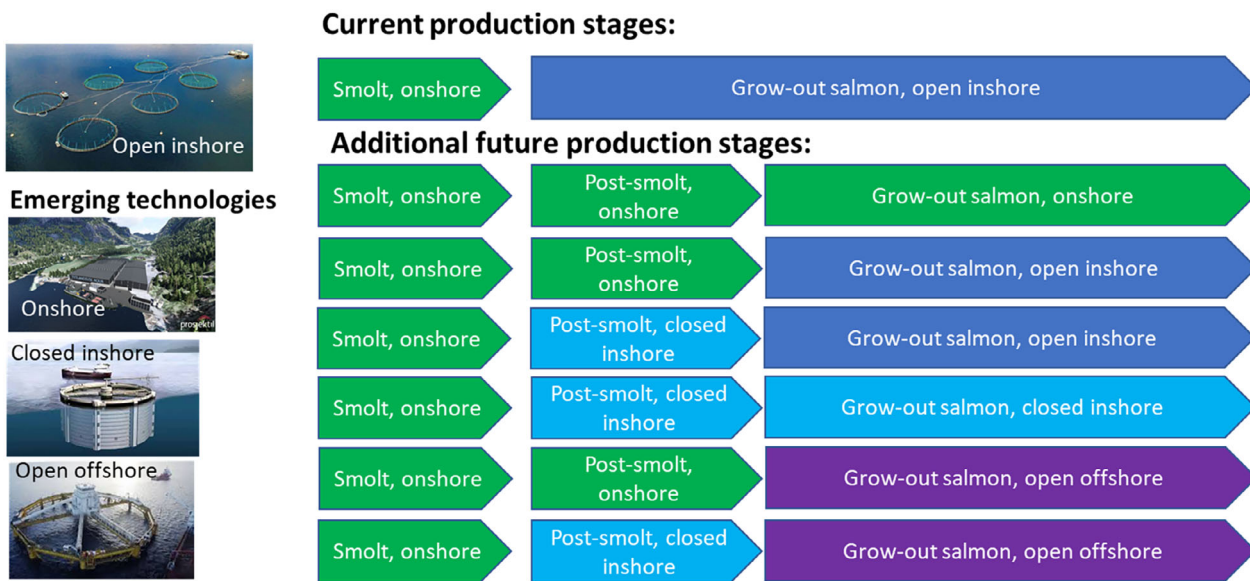 Current production stages:
Smolt, onshore
Grow-out salmon, open inshore
Open inshore
Additional future production stages:
Emerging technologies
Onshore
prosjektil
Closed inshore
Open offshore
Smolt, onshore
Post-smolt,
onshore
Grow-out salmon, onshore
Smolt, onshore
Post-smolt,
onshore
Grow-out salmon, open inshore
Smolt, onshore
Post-smolt, closed
inshore
Grow-out salmon, open inshore
Smolt, onshore
Post-smolt, closed
inshore
Grow-out salmon, closed inshore
Smolt, onshore
Post-smolt,
onshore
Grow-out salmon, open offshore
Smolt, onshore
Post-smolt, closed
inshore
Grow-out salmon, open offshore